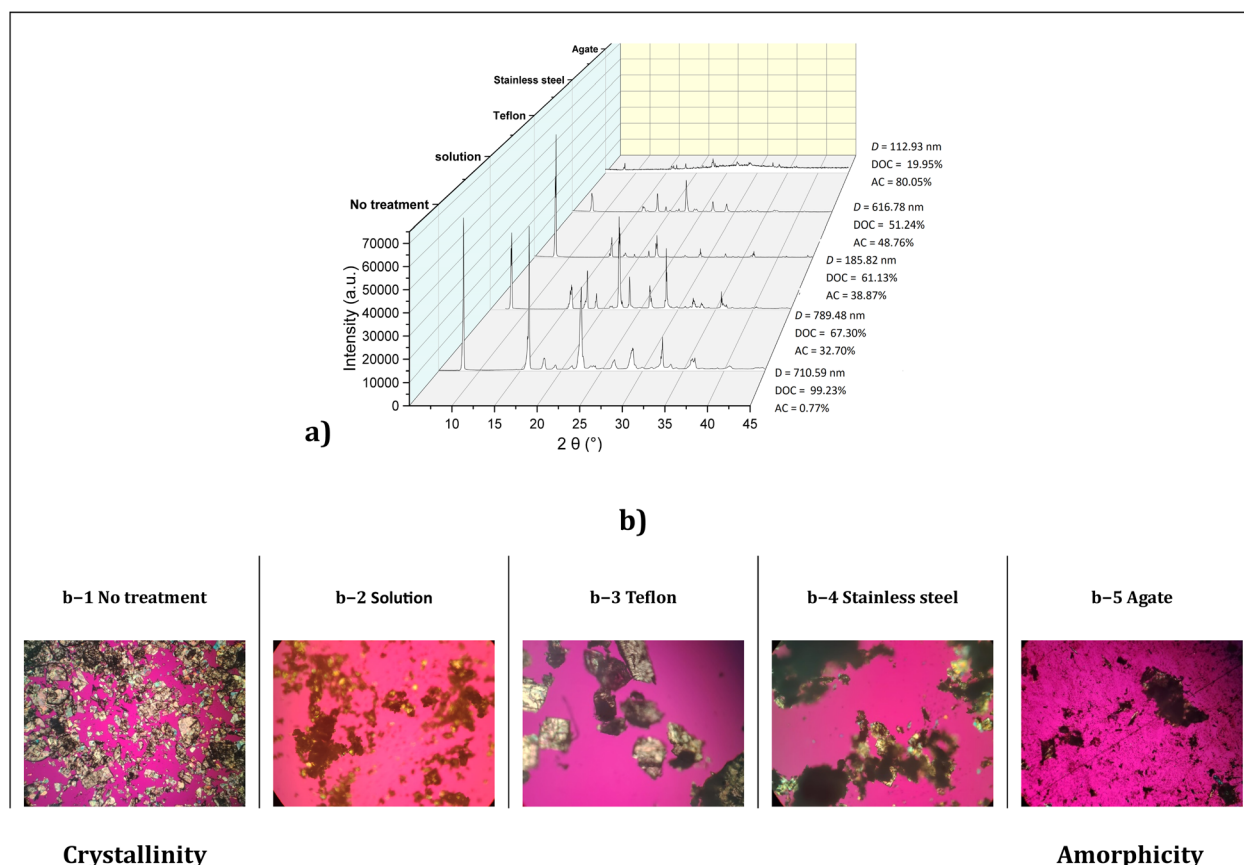 Agate
Stainless steel
Teflon
solution
No treatment
70000
60000
50000
40000
30000
20000
10000
0
Intensity (a.u.)
10 15 20 25 30 35 40 45
2 θ (°)
D = 112.93 nm
DOC = 19.95%
AC = 80.05%
D = 616.78 nm
DOC = 51.24%
AC = 48.76%
D = 185.82 nm
DOC = 61.13%
AC = 38.87%
D = 789.48 nm
DOC = 67.30%
AC = 32.70%
D = 710.59 nm
DOC = 99.23%
AC = 0.77%
a)
b)
b−1 No treatment
b−2 Solution
b−3 Teflon
b−4 Stainless steel
b−5 Agate
Crystallinity
Amorphicity